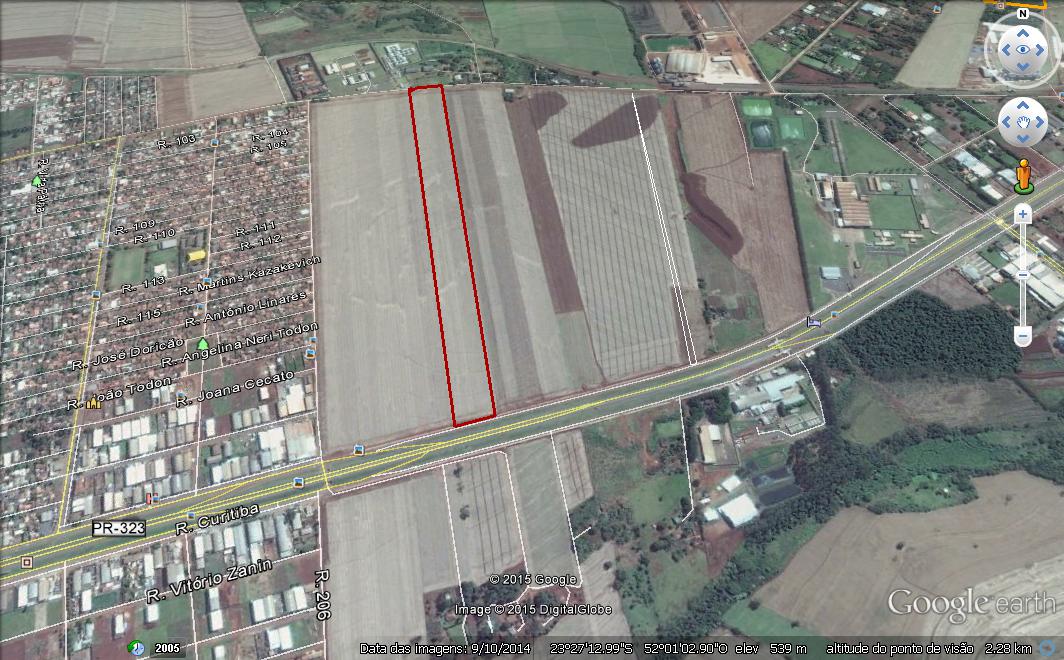 N
R. 103
R. 104
R. 105
R. 109
R. 110
R. 111
R. 112
R. 113
R. Martins Kazakevich
R. 115
R. Antônio Linares
R. José Doricão
R. Angelina Neri Todon
R. João Todon
R. Joana Cecato
PR-323
R. Curitiba
R. Vitório Zanin
R. 206
© 2015 Google
Image © 2015 DigitalGlobe
Google earth
2005
Data das imagens: 9/10/2014 23°27'12.99"S 52°01'02.90"O elev 539 m altitude do ponto de visão 2.28 km